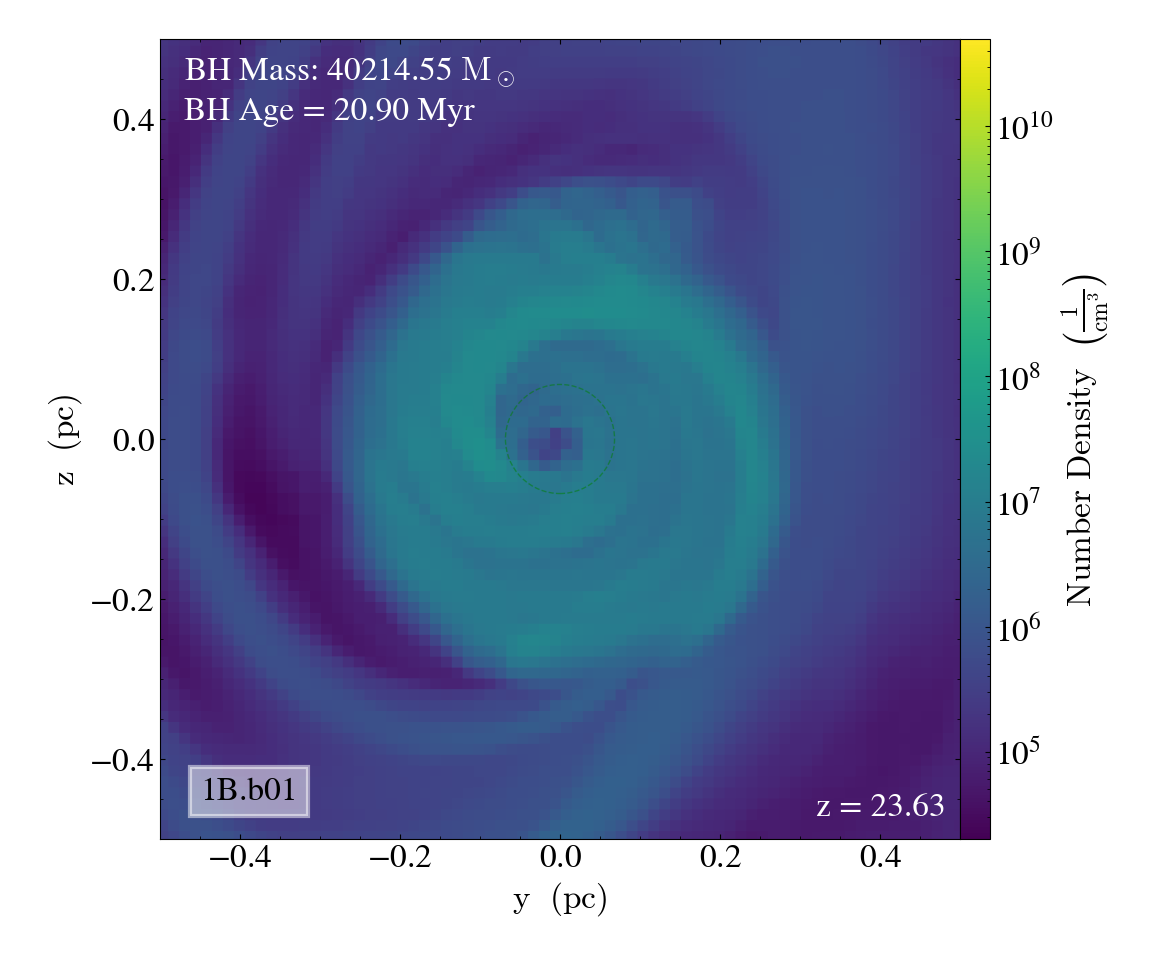 BH Mass: 40214.55 M⊙
BH Age = 20.90 Myr
1B.b01
z = 23.63
0.4
0.2
0.0
−0.2
−0.4
z (pc)
−0.4 −0.2 0.0 0.2 0.4
y (pc)
10¹⁰
10⁹
10⁸
10⁷
10⁶
10⁵
Number Density (1/cm³)